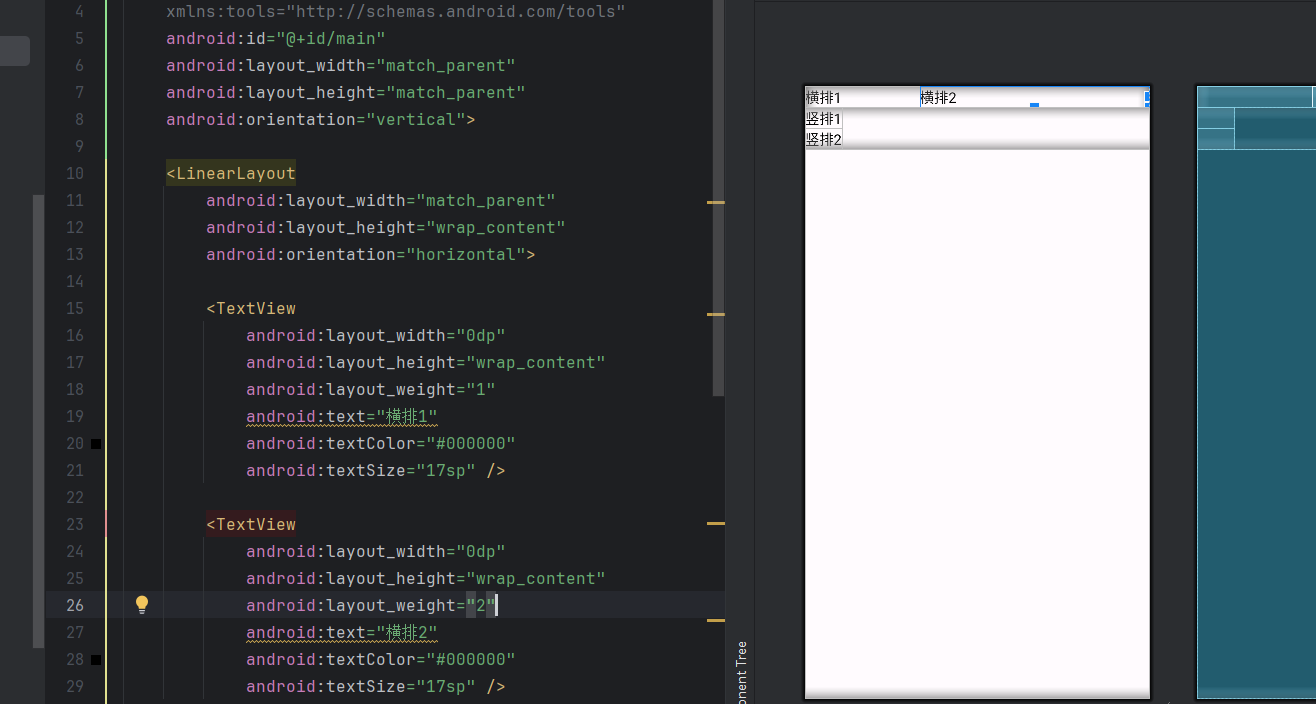 4 xmlns:tools="http://schemas.android.com/tools"
5 android:id="@+id/main"
6 android:layout_width="match_parent"
7 android:layout_height="match_parent"
8 android:orientation="vertical">
9
10 <LinearLayout
11 android:layout_width="match_parent"
12 android:layout_height="wrap_content"
13 android:orientation="horizontal">
14
15 <TextView
16 android:layout_width="0dp"
17 android:layout_height="wrap_content"
18 android:layout_weight="1"
19 android:text="横排1"
20 android:textColor="#000000"
21 android:textSize="17sp" />
22
23 <TextView
24 android:layout_width="0dp"
25 android:layout_height="wrap_content"
26 android:layout_weight="2"
27 android:text="横排2"
28 android:textColor="#000000"
29 android:textSize="17sp" />
onent Tree
横排1 横排2
竖排1
竖排2